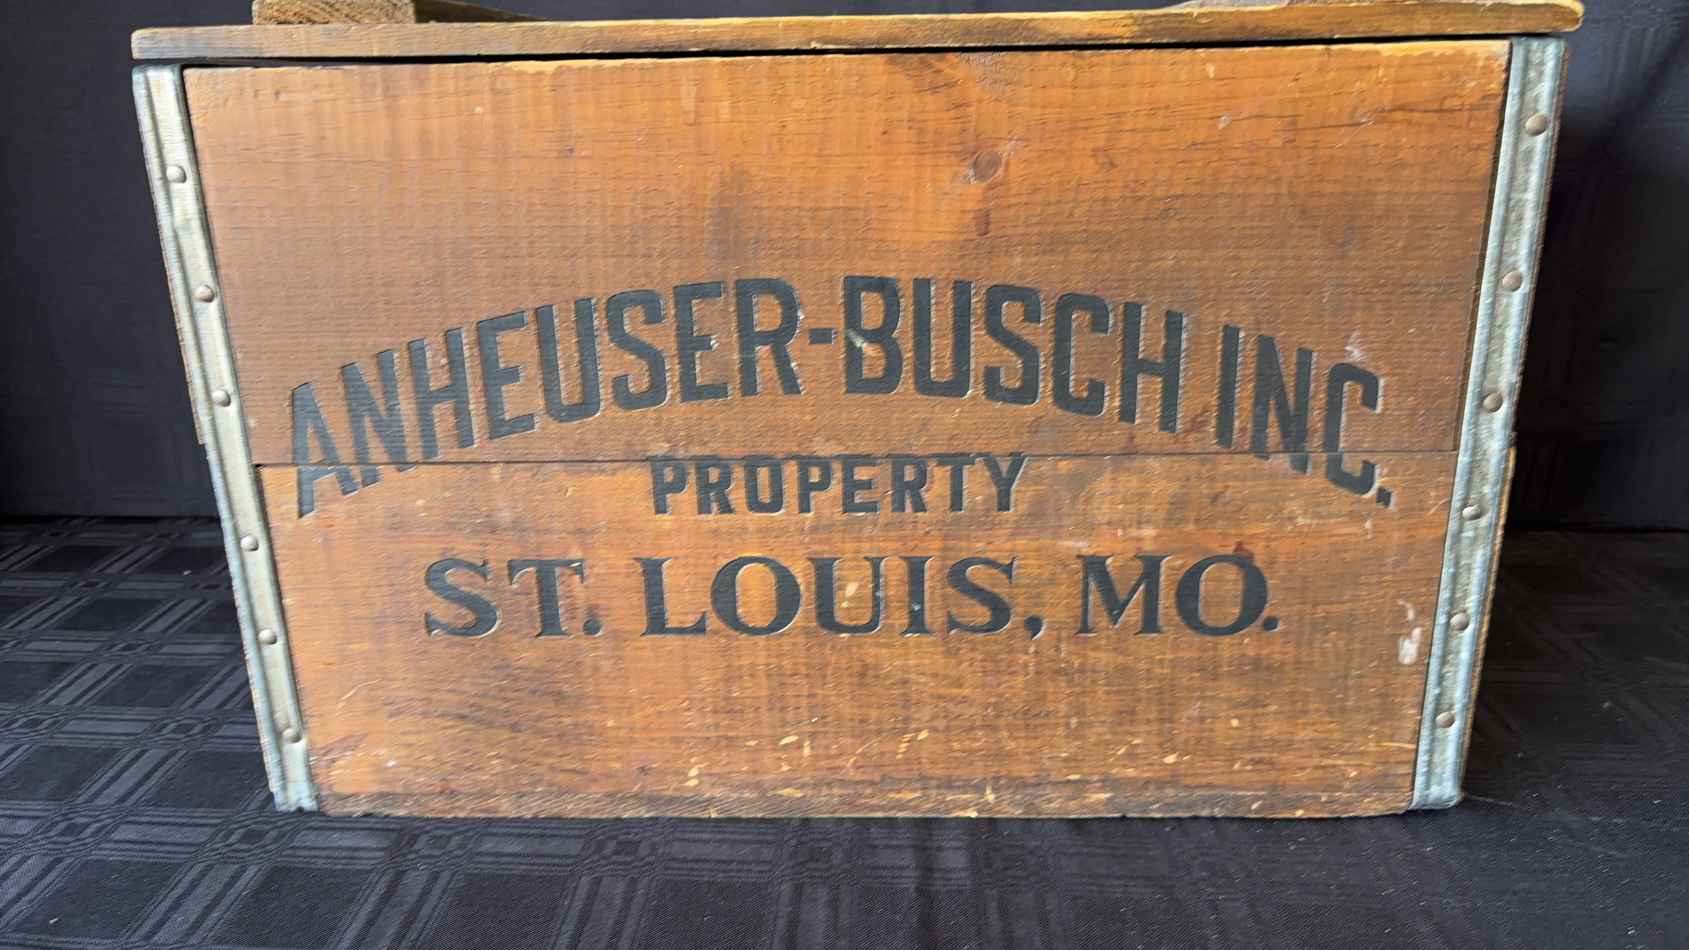 ANHEUSER-BUSCH INC.
PROPERTY
ST. LOUIS, MO.